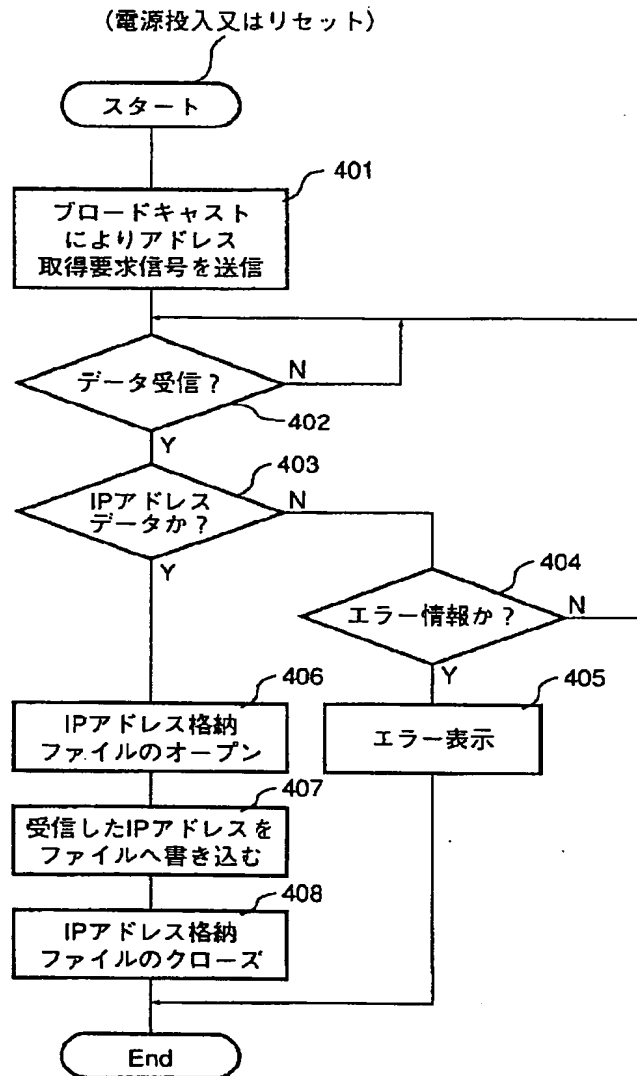 (電源投入又はリセット)
スタート
401
ブロードキャスト
によりアドレス
取得要求信号を送信
データ受信?
N
402
Y
403
IPアドレス
データか?
N
Y
404
エラー情報か?
N
Y
406
405
IPアドレス格納
ファイルのオープン
エラー表示
407
受信したIPアドレスを
ファイルへ書き込む
408
IPアドレス格納
ファイルのクローズ
End